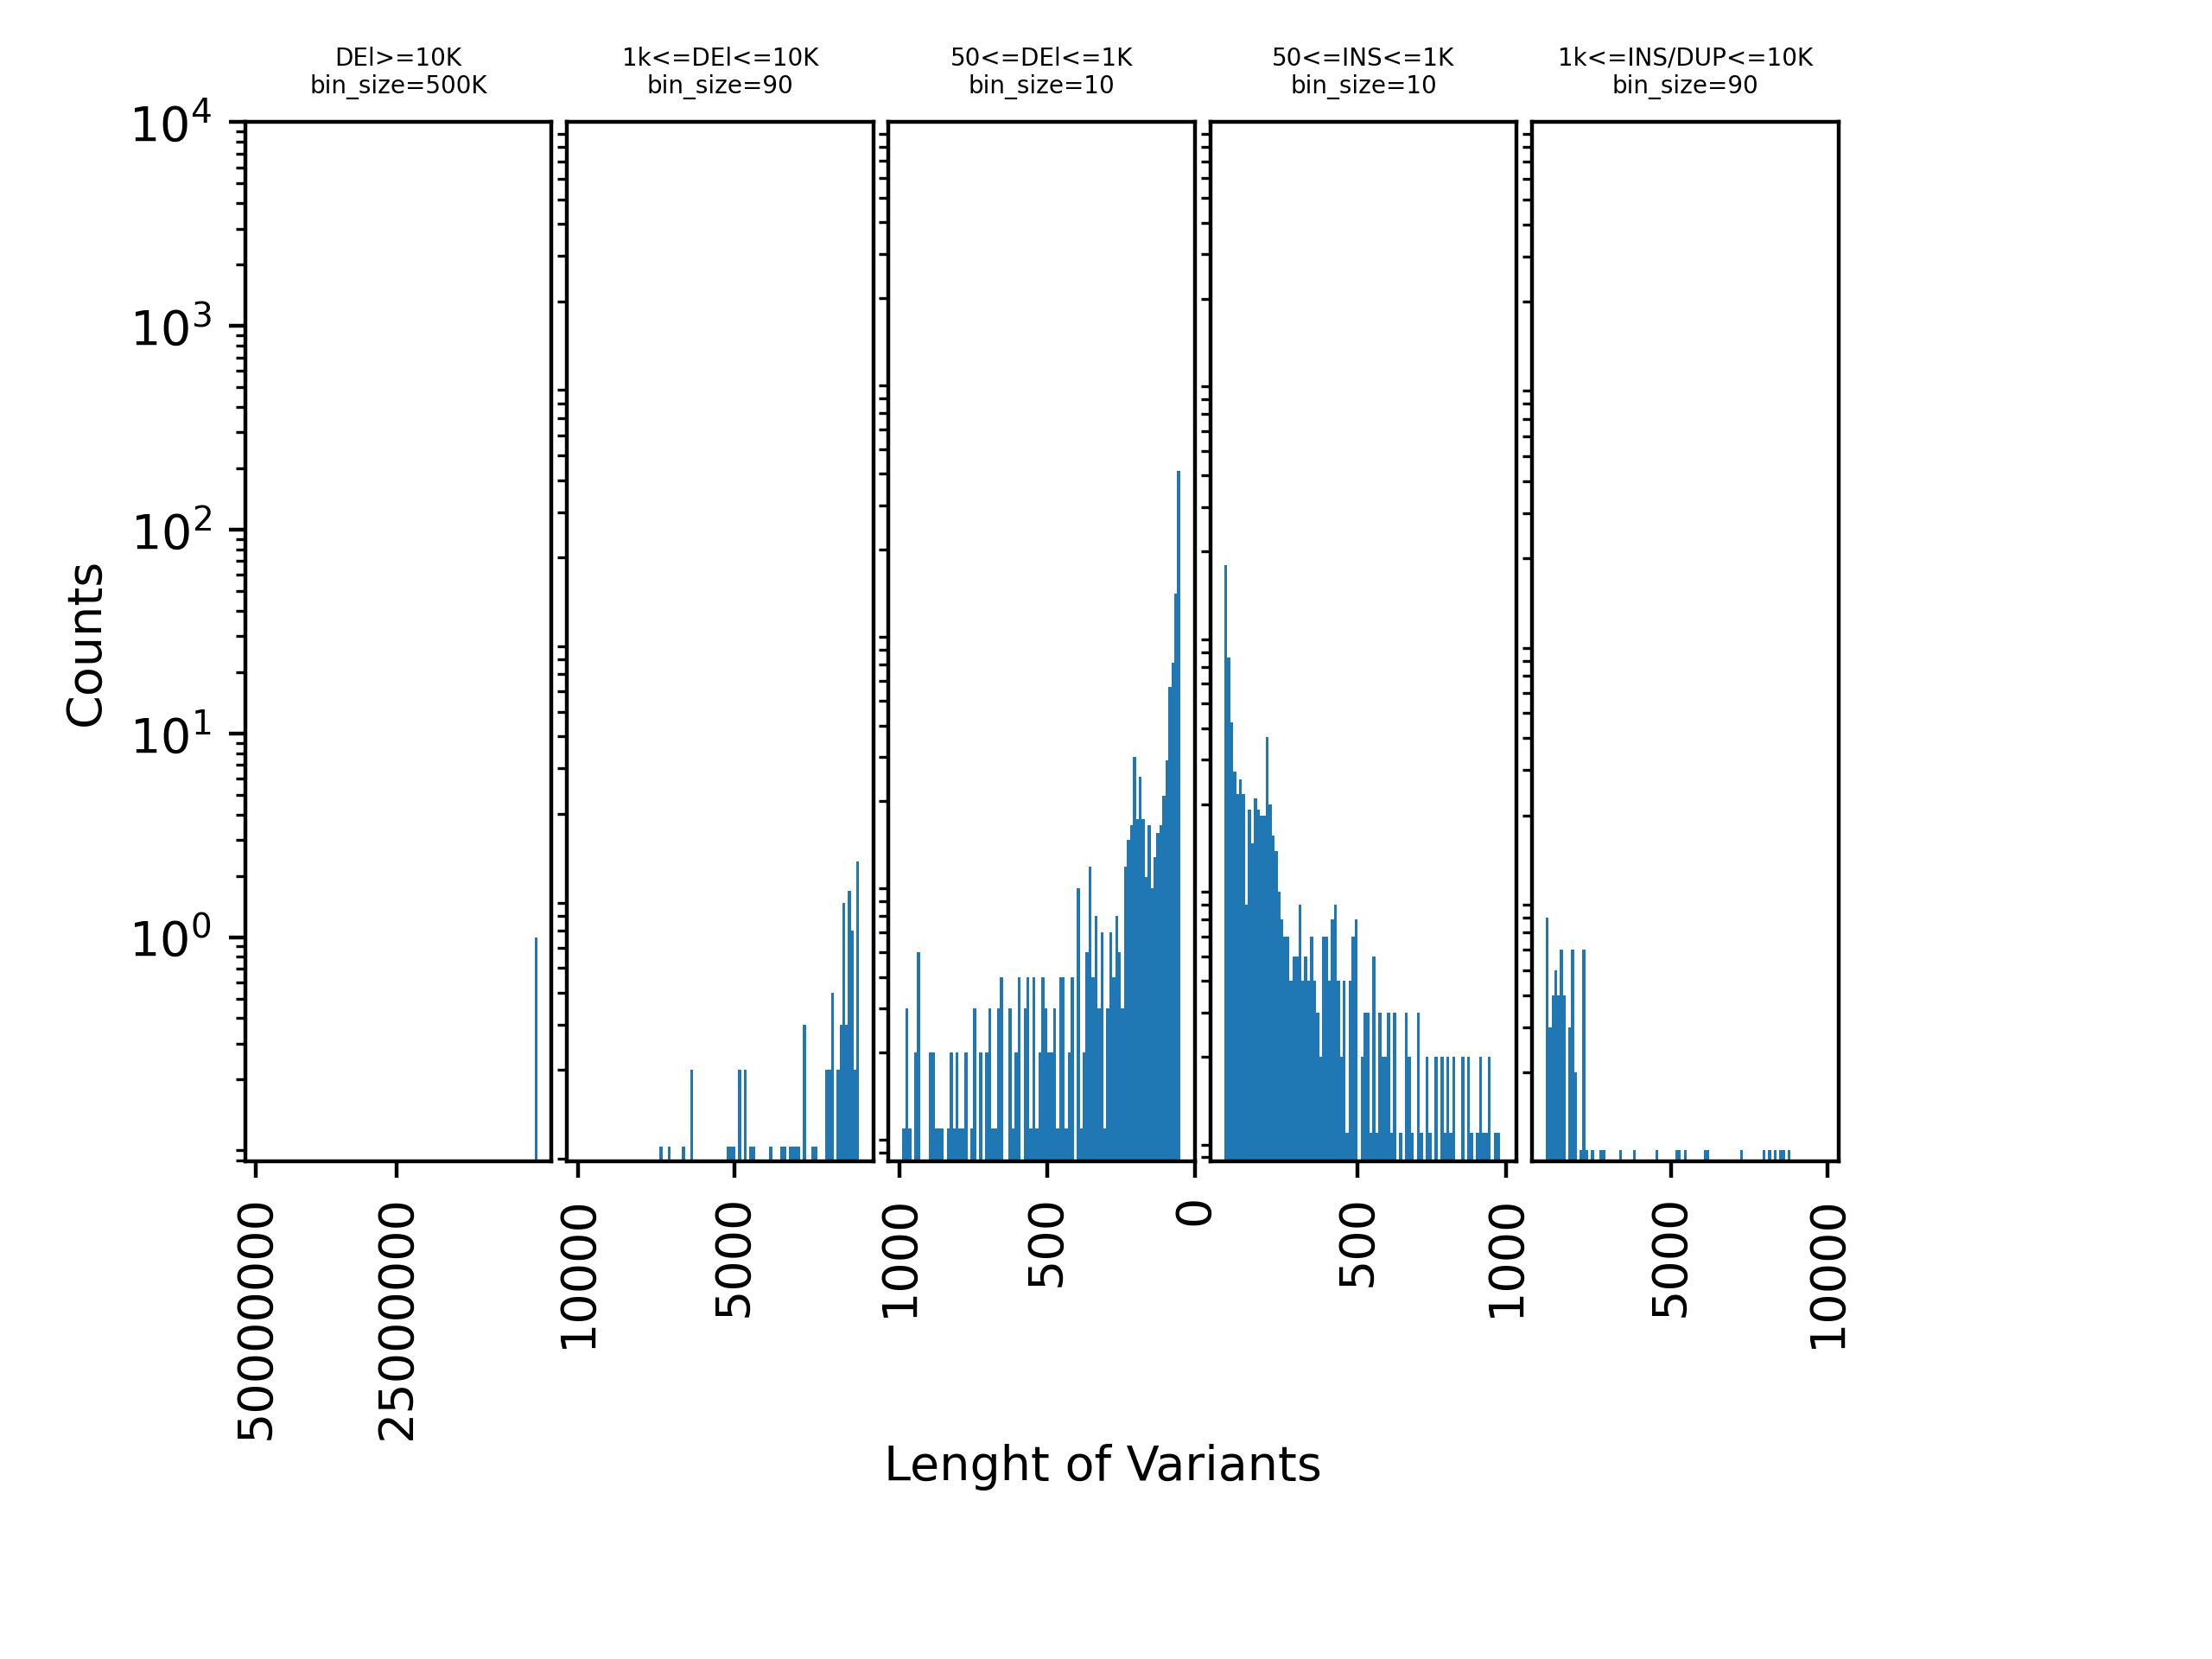 DEl>=10K
bin_size=500K
1k<=DEl<=10K
bin_size=90
50<=DEl<=1K
bin_size=10
50<=INS<=1K
bin_size=10
1k<=INS/DUP<=10K
bin_size=90
10⁴
10³
10²
10¹
10⁰
Counts
5000000
2500000
10000
5000
1000
500
0
500
1000
5000
10000
Lenght of Variants